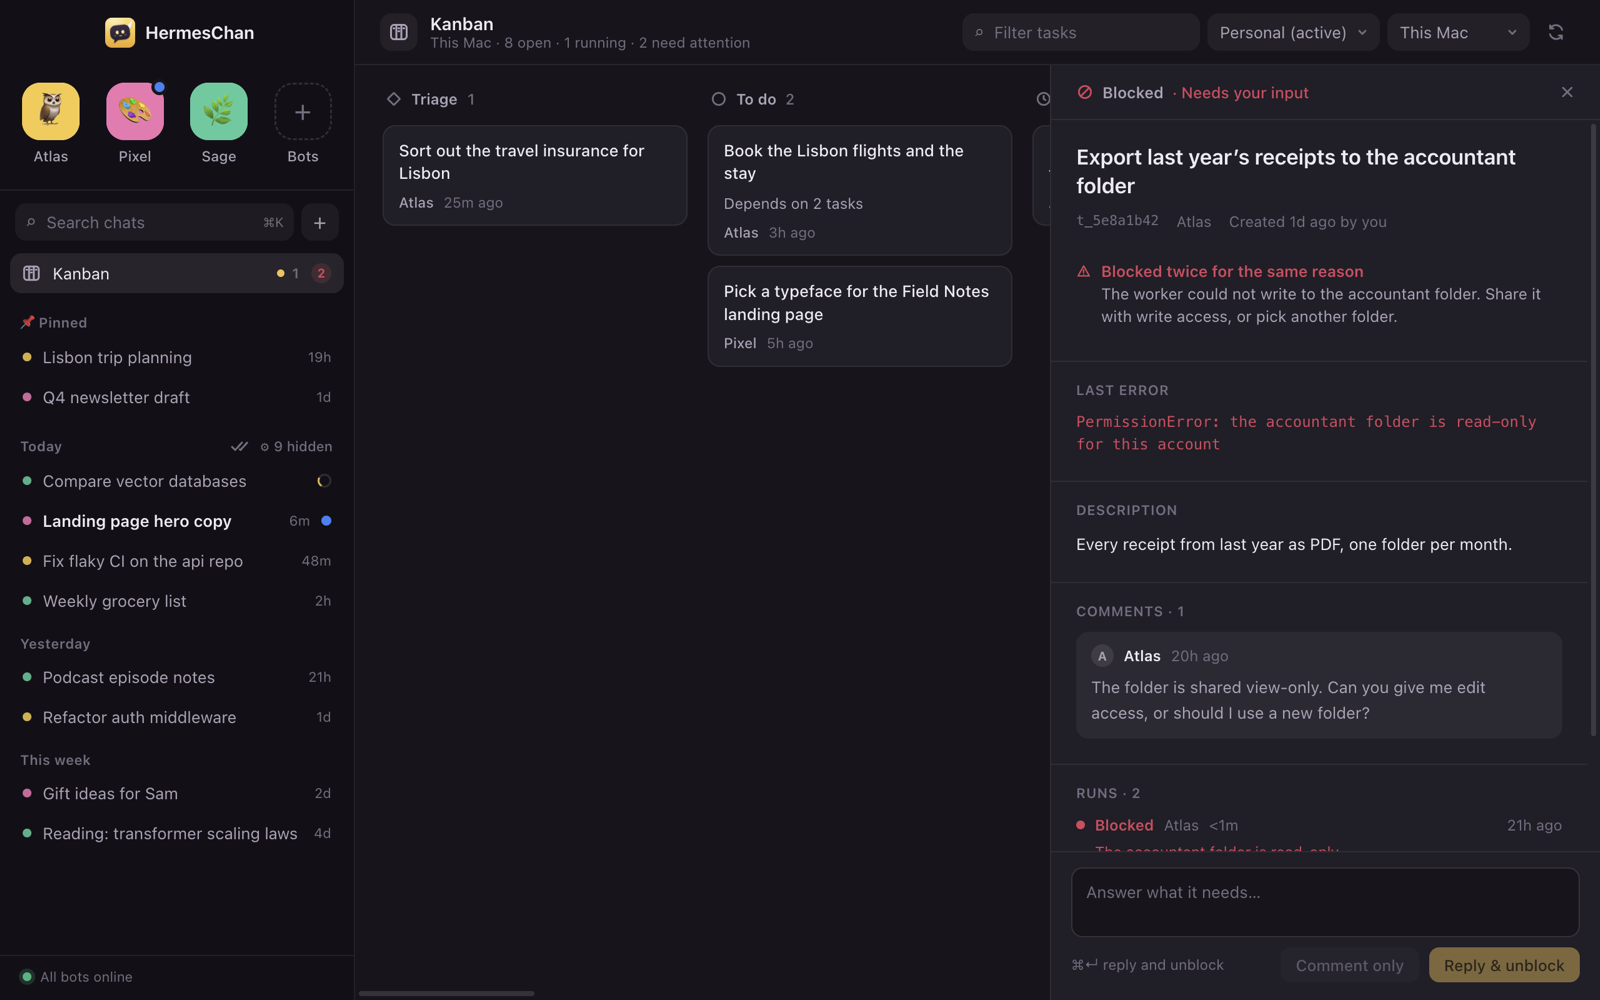 HermesChan
Atlas
Pixel
Sage
Bots
Search chats ⌘K
Kanban 1 2
Pinned
Lisbon trip planning 19h
Q4 newsletter draft 1d
Today 9 hidden
Compare vector databases
Landing page hero copy 6m
Fix flaky CI on the api repo 48m
Weekly grocery list 2h
Yesterday
Podcast episode notes 21h
Refactor auth middleware 1d
This week
Gift ideas for Sam 2d
Reading: transformer scaling laws 4d
All bots online
Kanban
This Mac · 8 open · 1 running · 2 need attention
Filter tasks
Personal (active)
This Mac
Triage 1
Sort out the travel insurance for
Lisbon
Atlas 25m ago
To do 2
Book the Lisbon flights and the
stay
Depends on 2 tasks
Atlas 3h ago
Pick a typeface for the Field Notes
landing page
Pixel 5h ago
Blocked · Needs your input
Export last year’s receipts to the accountant
folder
t_5e8a1b42 Atlas Created 1d ago by you
Blocked twice for the same reason
The worker could not write to the accountant folder. Share it
with write access, or pick another folder.
LAST ERROR
PermissionError: the accountant folder is read-only
for this account
DESCRIPTION
Every receipt from last year as PDF, one folder per month.
COMMENTS · 1
A Atlas 20h ago
The folder is shared view-only. Can you give me edit
access, or should I use a new folder?
RUNS · 2
Blocked Atlas <1m 21h ago
The accountant folder is read-only
Answer what it needs...
⌘↵ reply and unblock
Comment only
Reply & unblock